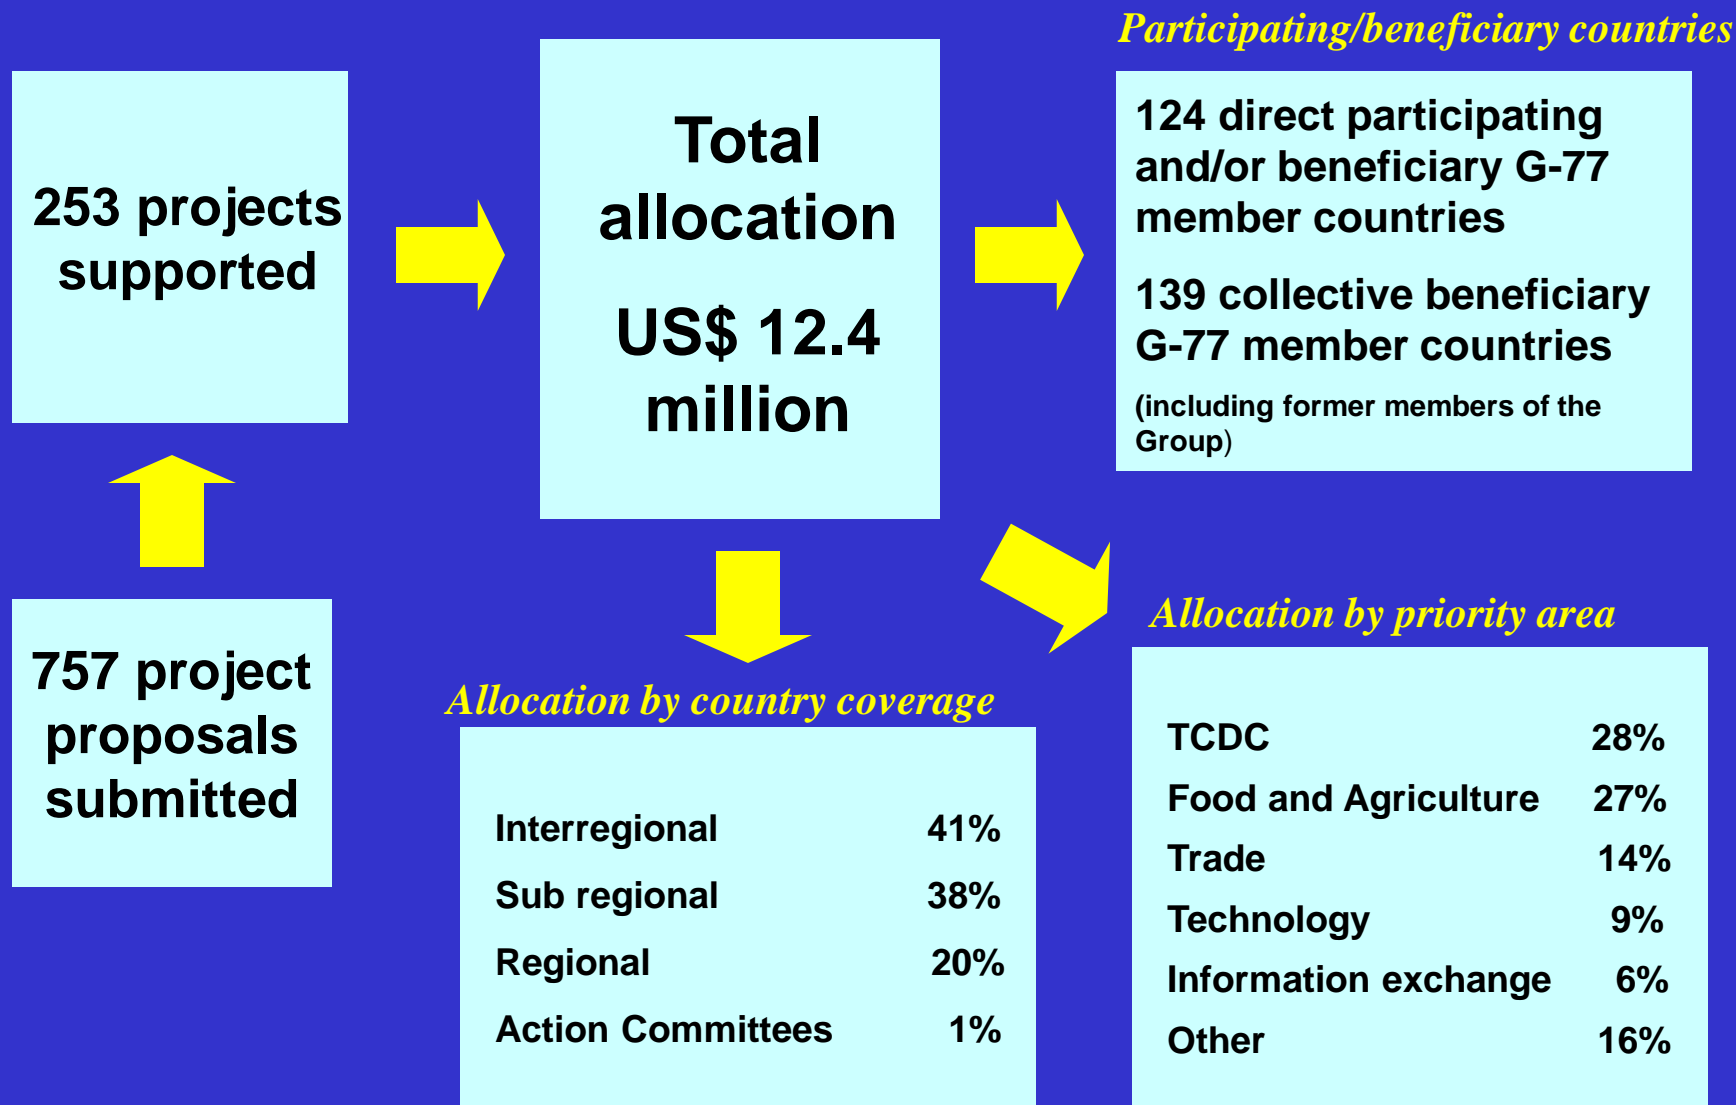 253 projects
supported
757 project
proposals
submitted
Total
allocation
US$ 12.4
million
Participating/beneficiary countries
124 direct participating
and/or beneficiary G-77
member countries
139 collective beneficiary
G-77 member countries
(including former members of the
Group)
Allocation by country coverage
Interregional 41%
Sub regional 38%
Regional 20%
Action Committees 1%
Allocation by priority area
TCDC 28%
Food and Agriculture 27%
Trade 14%
Technology 9%
Information exchange 6%
Other 16%